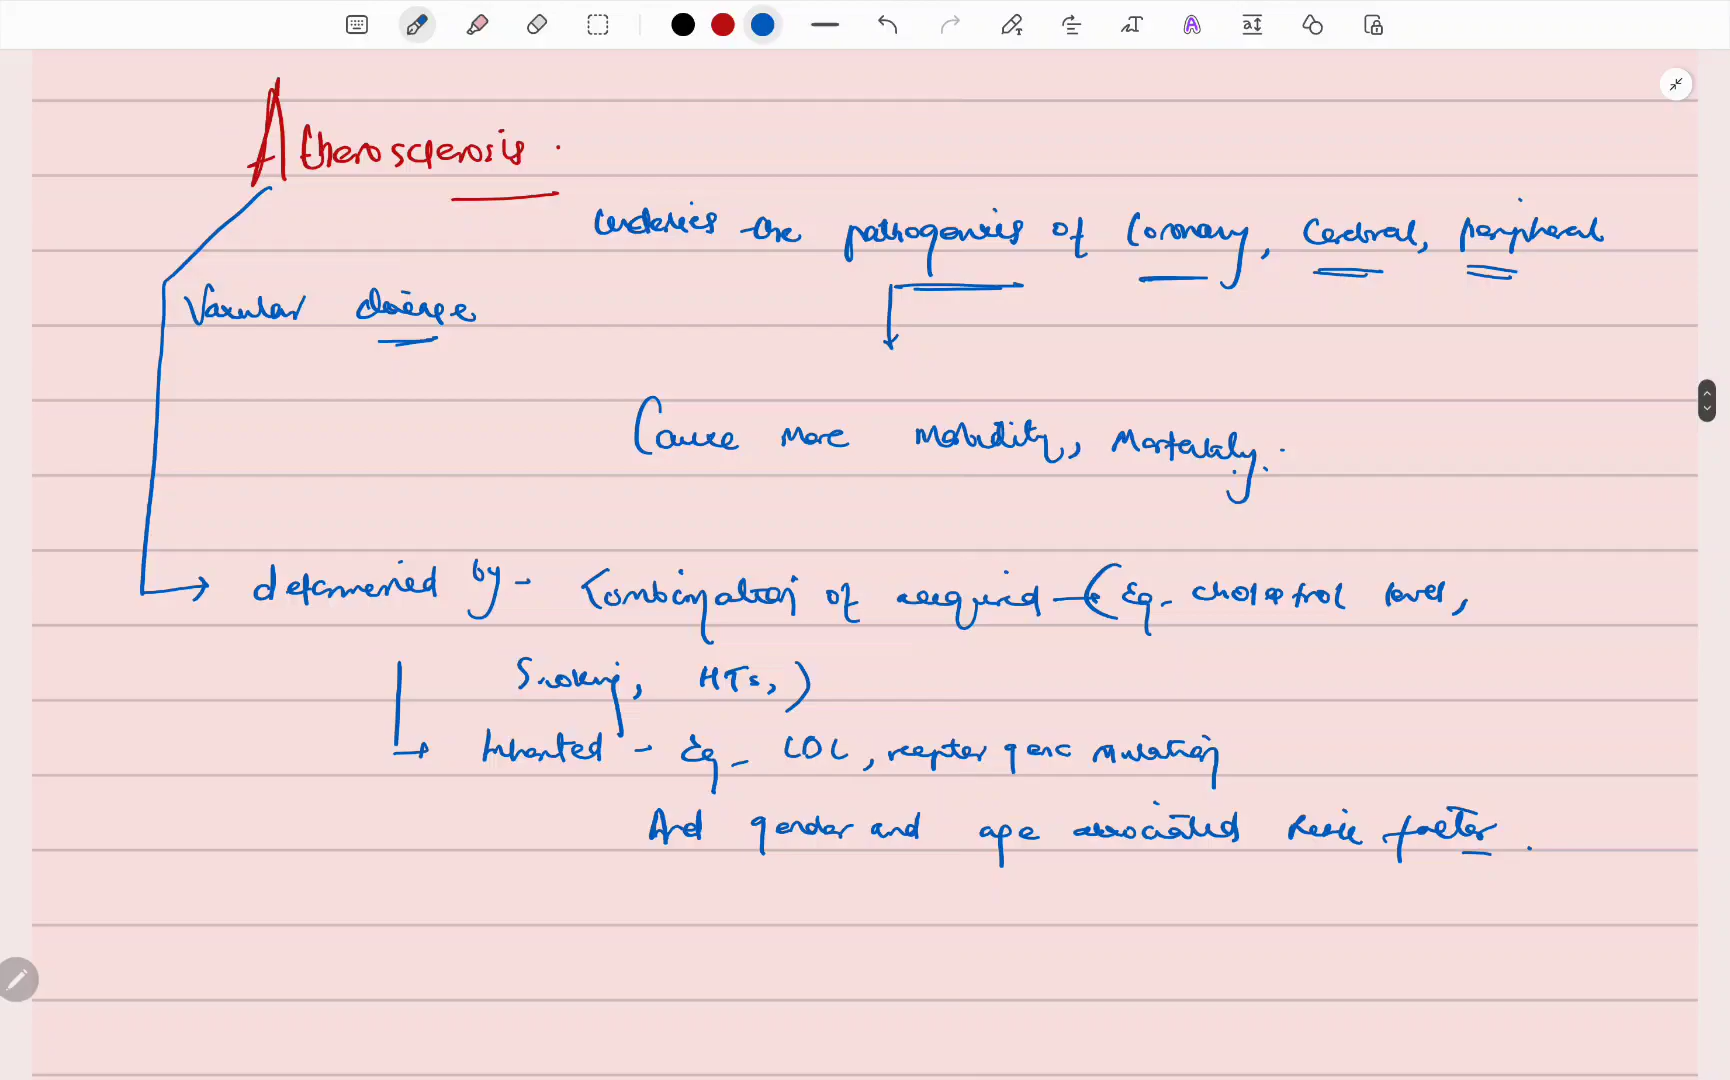 Atherosclerosis.
underlies the pathogenesis of Coronary, Cerebral, peripheral
Vascular disease
Cause more Morbidity, Mortality.
determined by - Combination of acquired → (Eg - cholestrol level,
Smoking, HTs,)
→ Inherited - Eg - LDL, receptor gene mutation
And gender and age associated Risk factor.